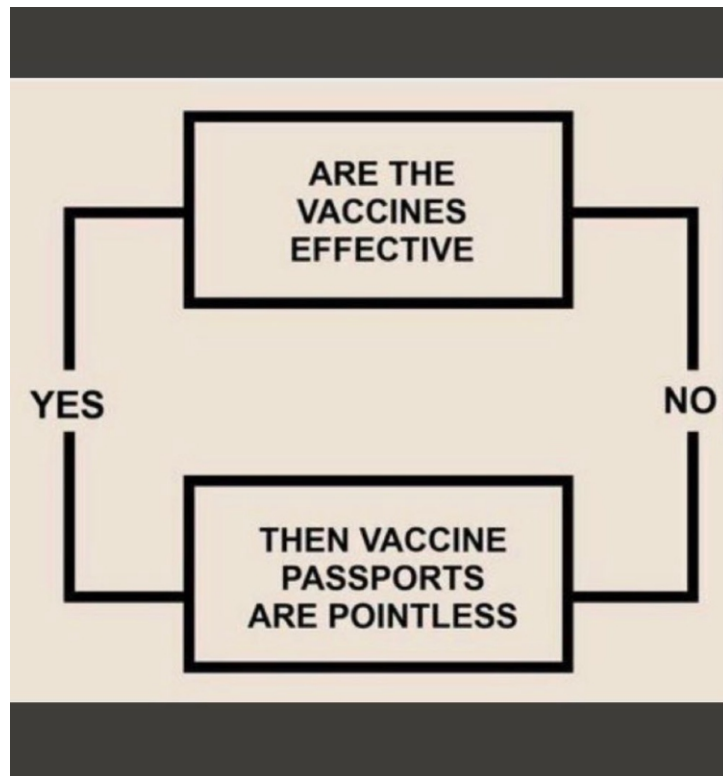 ARE THE
VACCINES
EFFECTIVE
YES
NO
THEN VACCINE
PASSPORTS
ARE POINTLESS